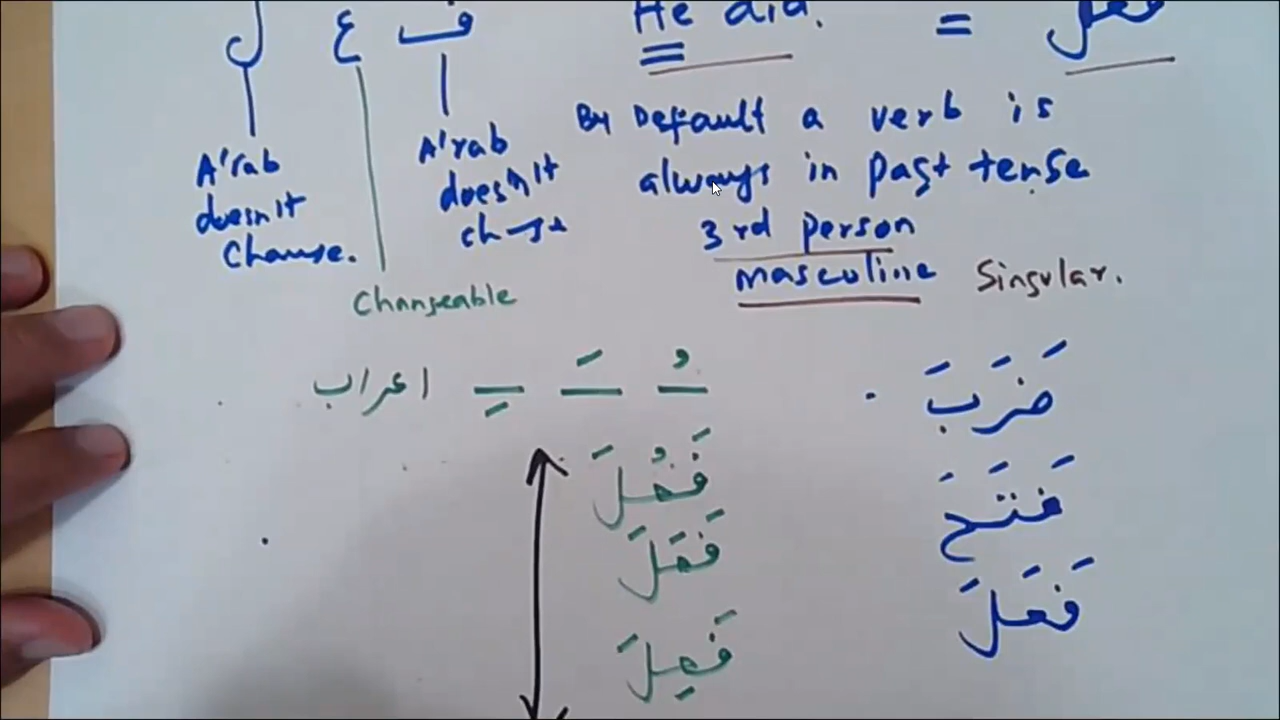 ف ع ل
He did. = فعل
A'rab doesn't change.
A'rab doesn't change
Changeable
By Default a verb is
always in past tense
3rd person
masculine Singular.
ـُ ـَ ـِ اعراب
ضَرَبَ
فَتَحَ
فَعَلَ
فَعُلَ
فَعَلَ
فَعِلَ